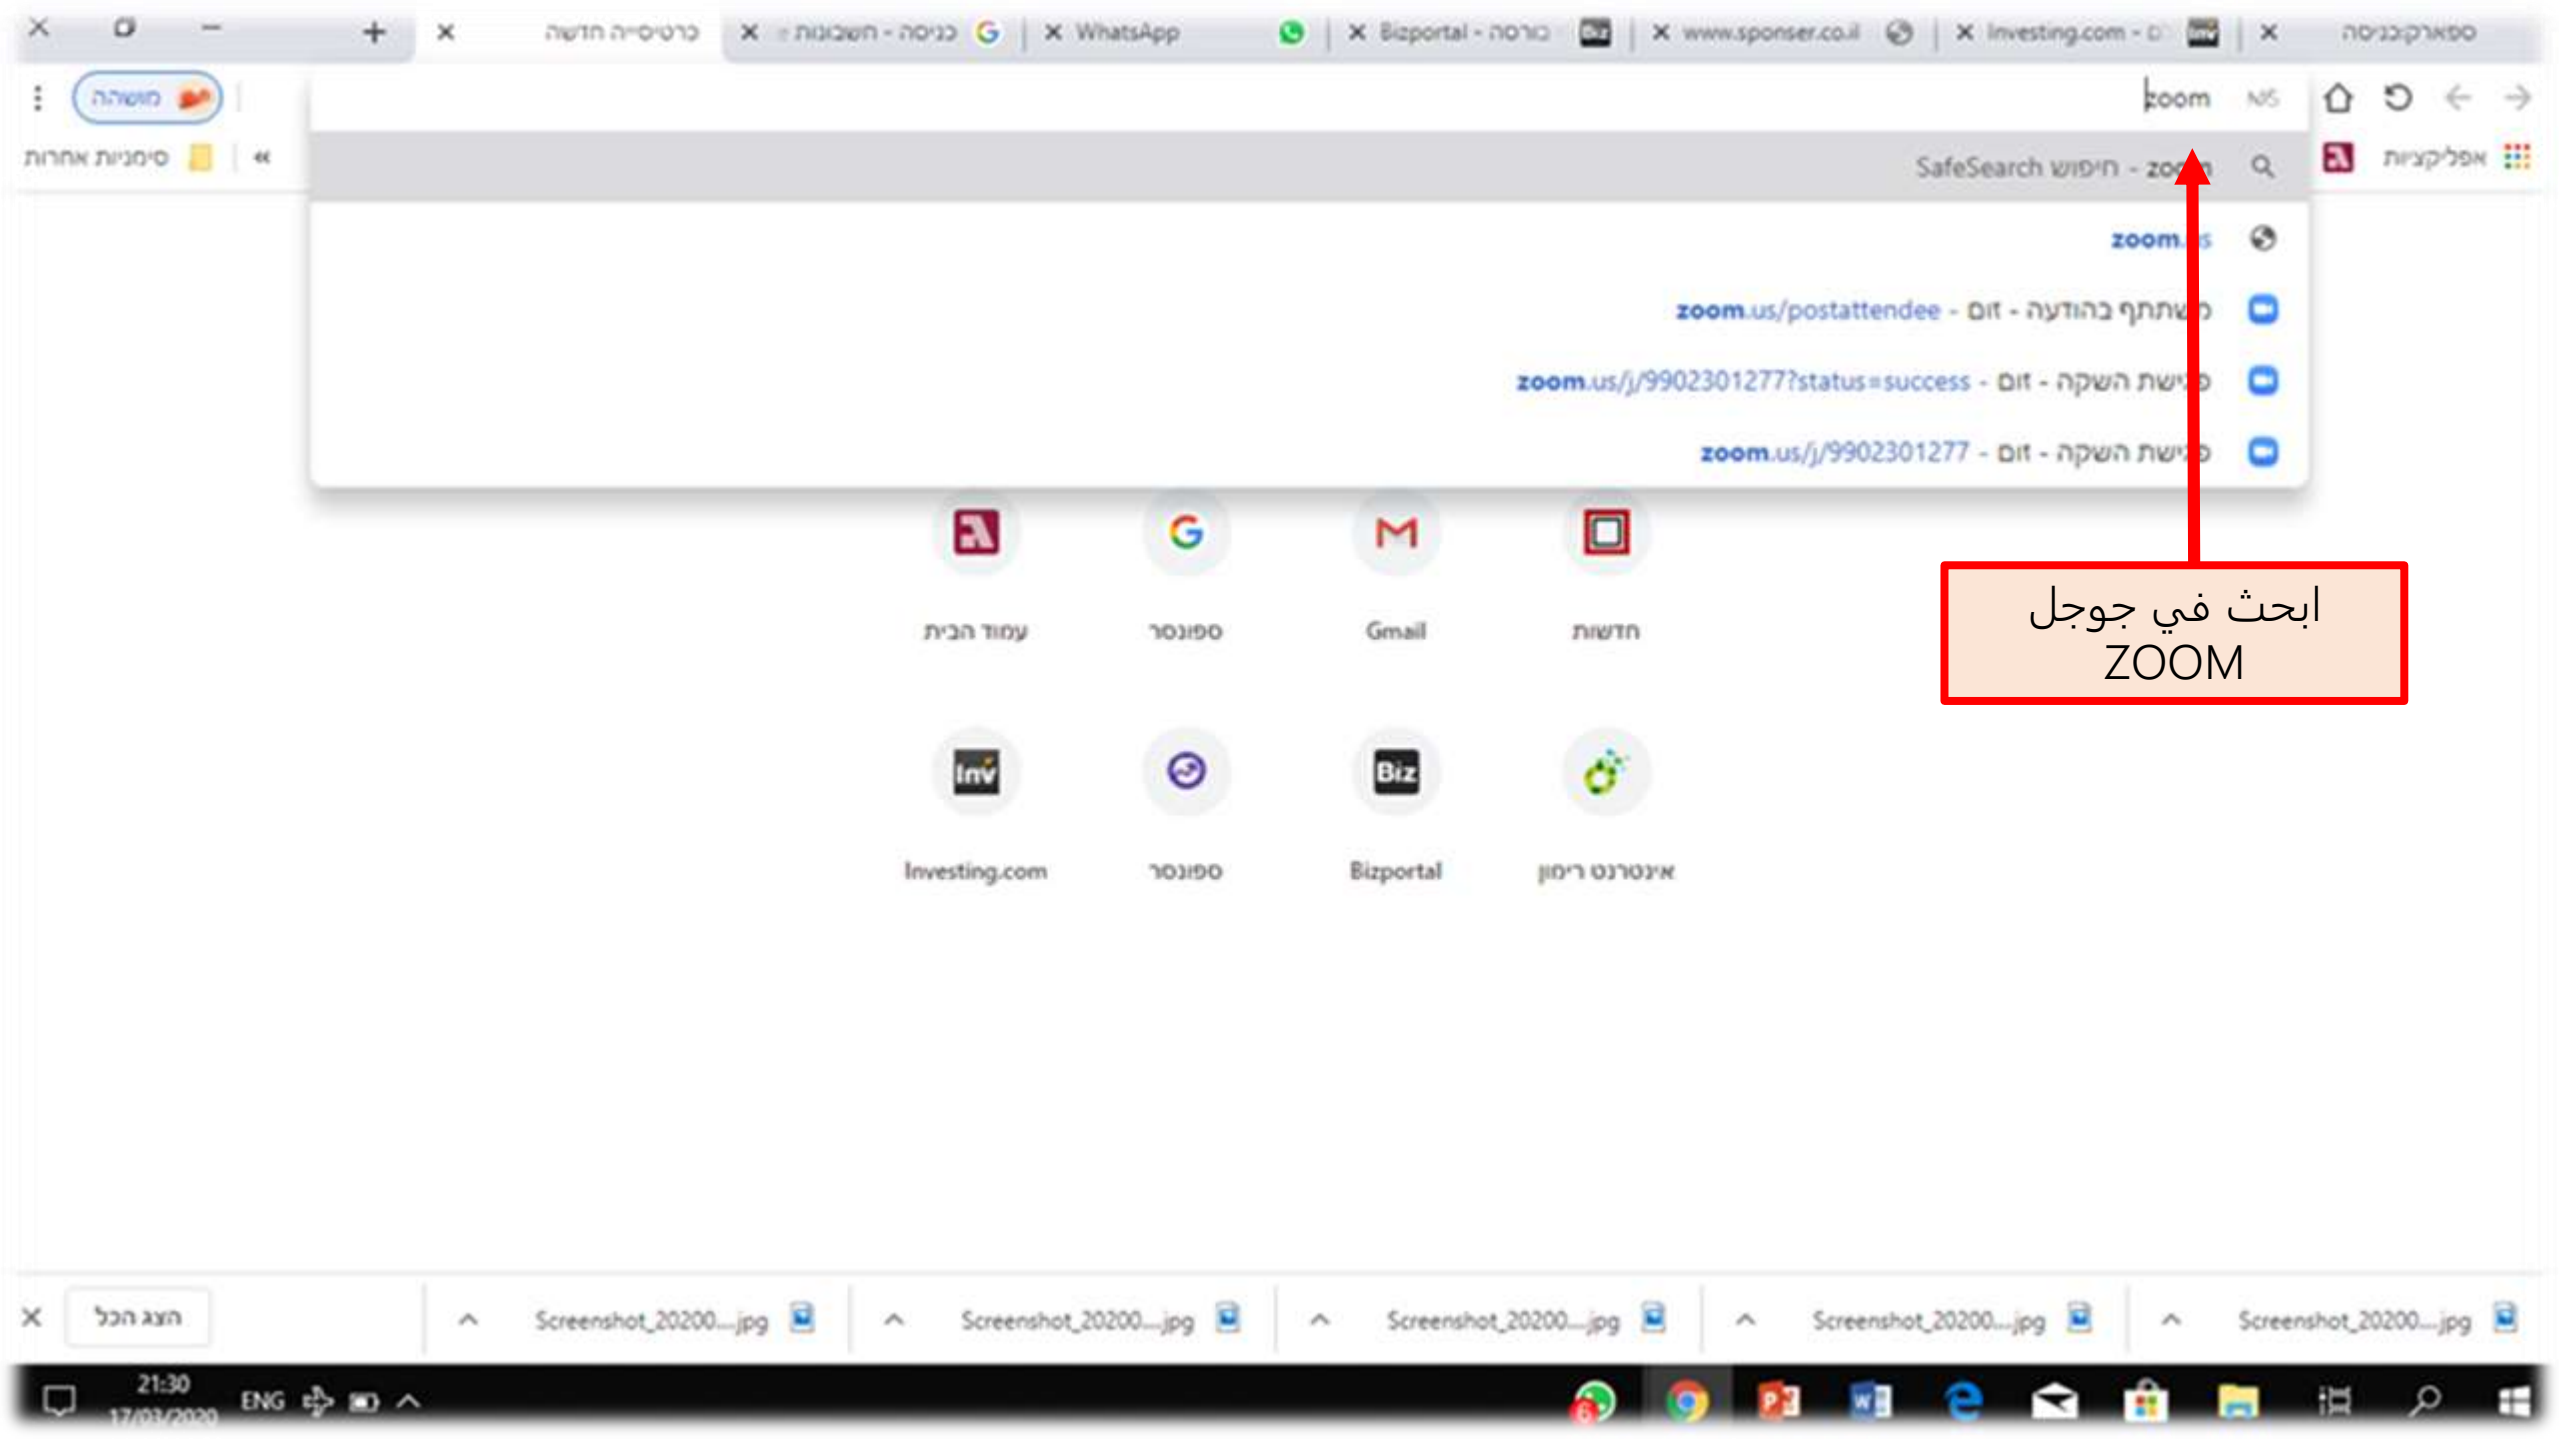 ספארק:כניסה
Investing.com -
www.sponser.co.il
Bizportal - בורסה
WhatsApp
כניסה - חשבונות
כרטיסייה חדשה
zoom
מושהה
אפליקציות
סימניות אחרות
zoom - חיפוש SafeSearch
zoom.us
משתתף בהודעה - זום - zoom.us/postattendee
פגישת השקה - זום - zoom.us/j/9902301277?status=success
פגישת השקה - זום - zoom.us/j/9902301277
ابحث في جوجل
ZOOM
חדשות
Gmail
ספונסר
עמוד הבית
Inv
Biz
אינטרנט רימון
Bizportal
ספונסר
Investing.com
Screenshot_20200....jpg
Screenshot_20200....jpg
Screenshot_20200....jpg
Screenshot_20200....jpg
Screenshot_20200....jpg
הצג הכל
ENG
21:30
17/03/2020
6